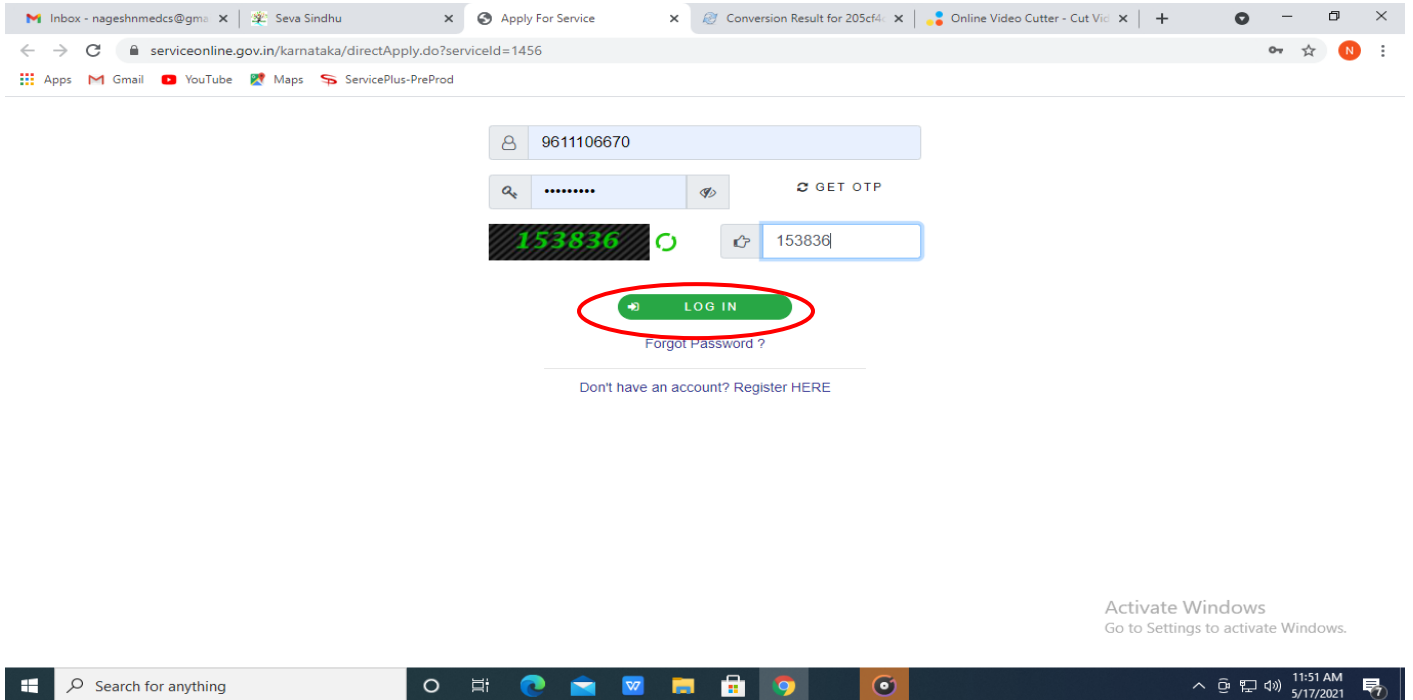 Inbox - nageshnmedcs@gma
Seva Sindhu
Apply For Service
Conversion Result for 205cf4c
Online Video Cutter - Cut Vid
serviceonline.gov.in/karnataka/directApply.do?serviceId=1456
N
Apps
Gmail
YouTube
Maps
ServicePlus-PreProd
9611106670
•••••••••
GET OTP
153836
153836
LOG IN
Forgot Password ?
Don't have an account? Register HERE
Activate Windows
Go to Settings to activate Windows.
Search for anything
11:51 AM
5/17/2021
7